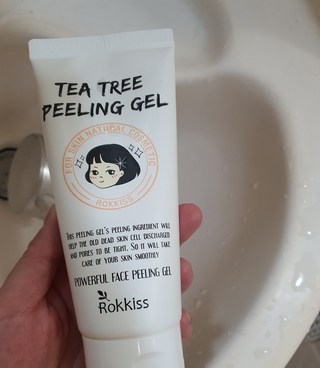 TEA TREE
PEELING GEL
FOR SKIN NATURAL COSMETIC
ROKKISS
THIS PEELING GEL'S PEELING INGREDIENT WILL
HELP THE OLD DEAD SKIN CELL DISCHARGED
AND PORES TO BE TIGHT. SO IT WILL TAKE
CARE OF YOUR SKIN SMOOTHLY
POWERFUL FACE PEELING GEL
Rokkiss